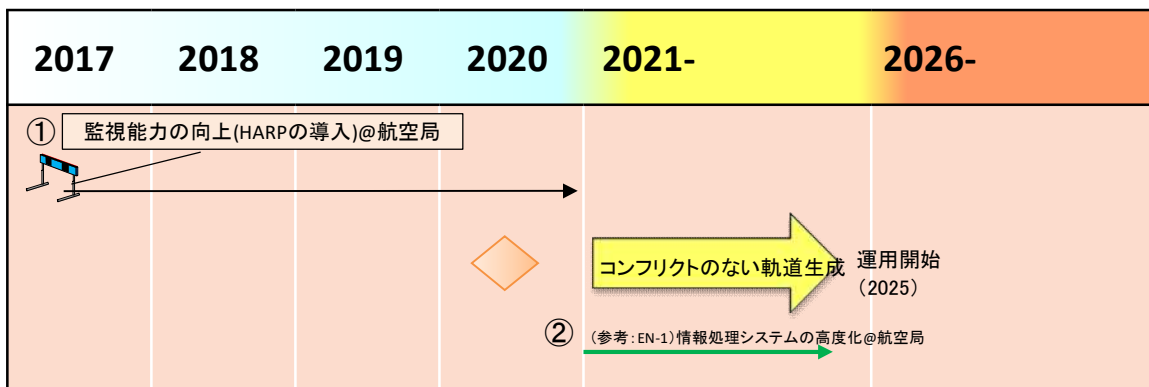 2017 2018 2019 2020 2021- 2026-
① 監視能力の向上(HARPの導入)@航空局
コンフリクトのない軌道生成 運用開始
（2025）
② （参考：EN-1）情報処理システムの高度化@航空局